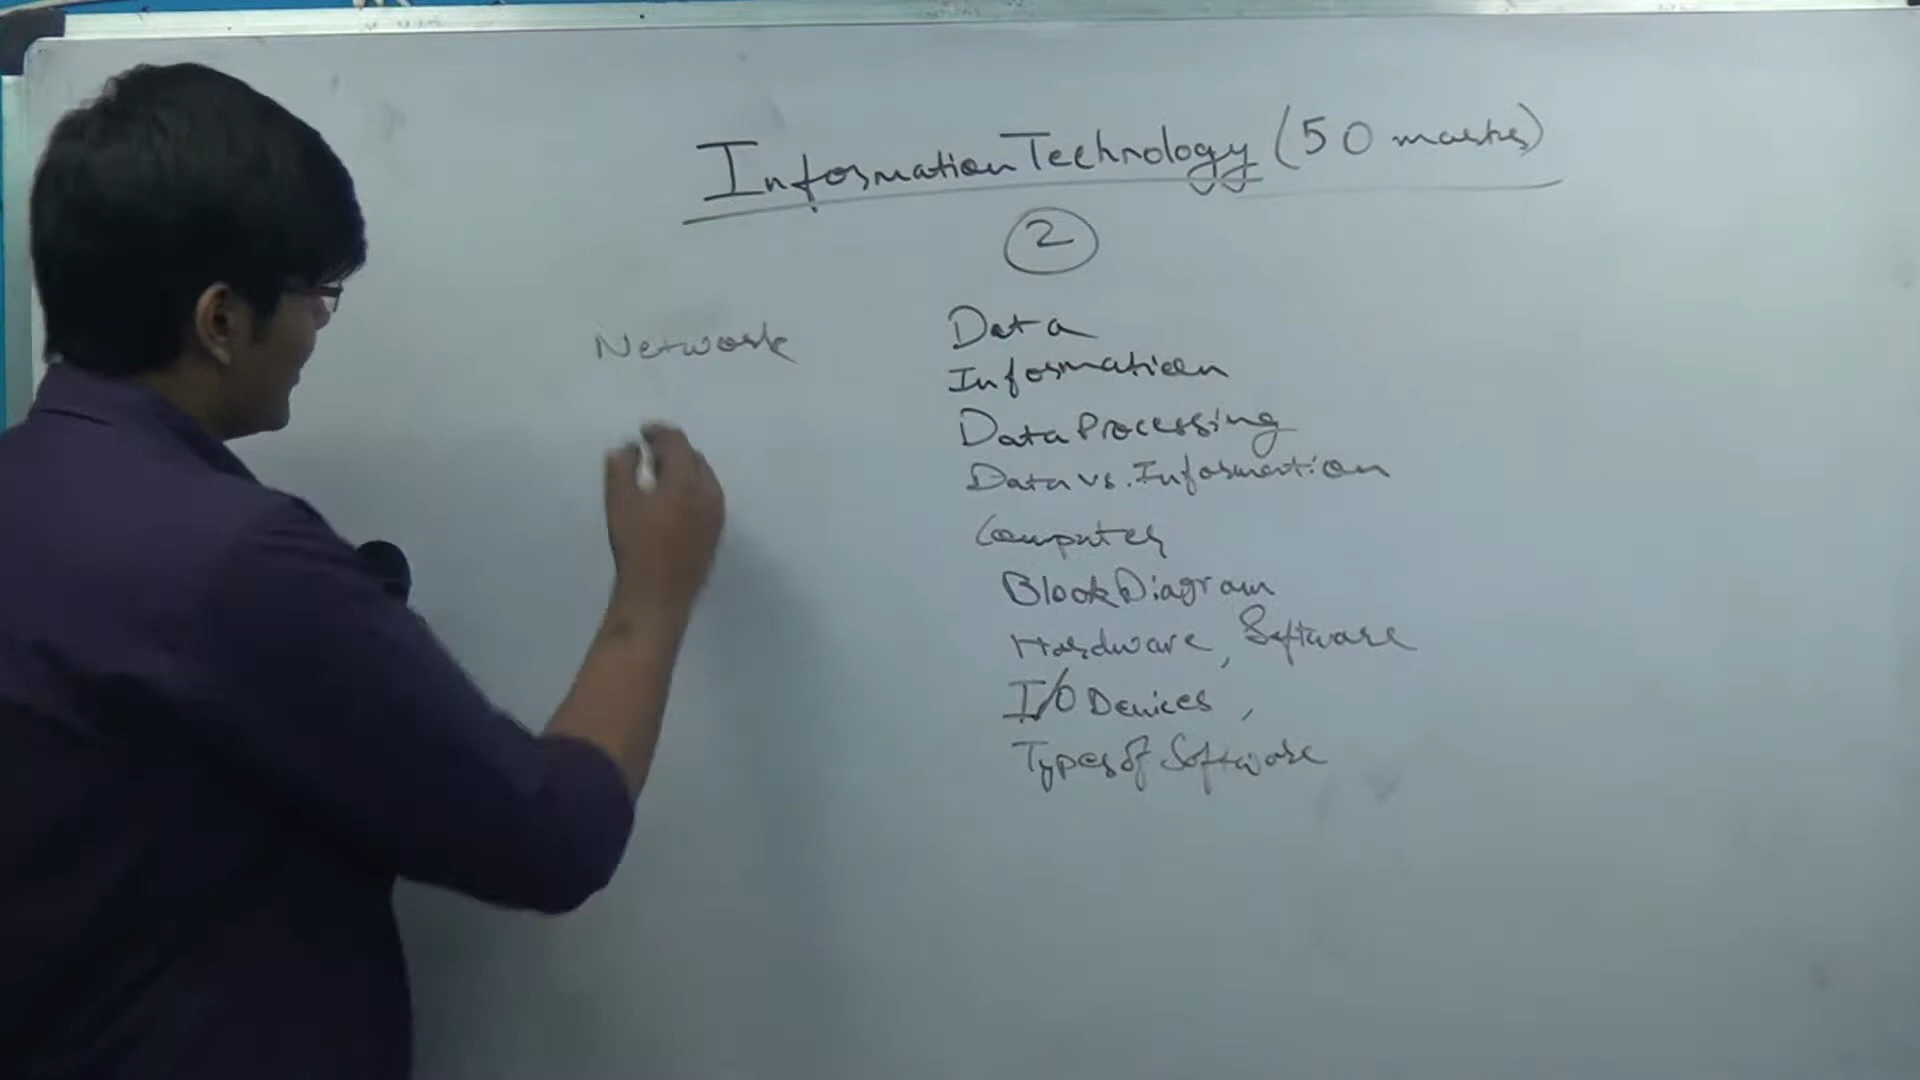 Information Technology (50 marks)
2
Network
Data
Information
Data Processing
Data vs. Information
Computer
Block Diagram
Hardware, Software
I/O Devices,
Types of Software